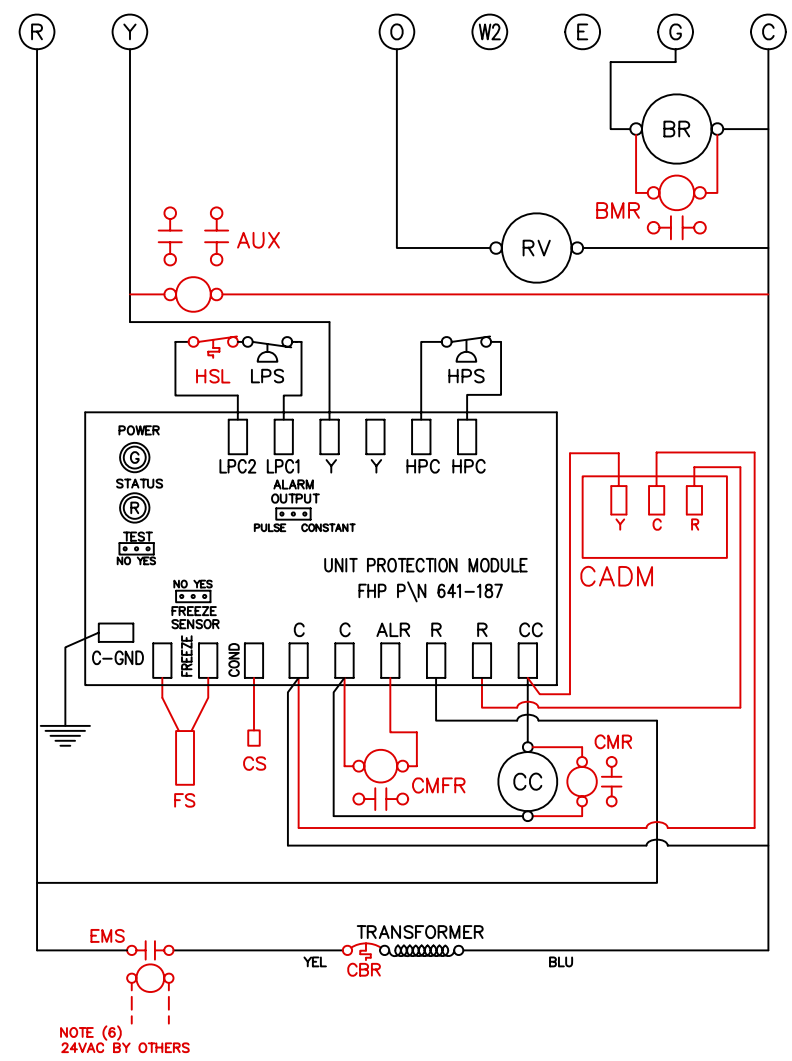 R Y O W2 E G C
BR
BMR
AUX
RV
HSL LPS HPS
POWER
G
LPC2 LPC1 Y Y HPC HPC
STATUS
ALARM
OUTPUT
R
PULSE CONSTANT
Y C R
TEST
NO YES
UNIT PROTECTION MODULE
CADM
NO YES
FHP P\N 641-187
FREEZE
SENSOR
C C ALR R R CC
C-GND
FREEZE
COND
CS
CMR
CC
CMFR
FS
EMS
TRANSFORMER
YEL
CBR
BLU
NOTE (6)
24VAC BY OTHERS